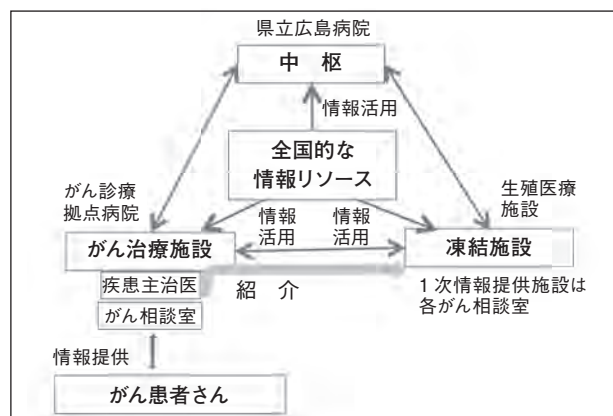 県立広島病院
中 枢
情報活用
全国的な
情報リソース
がん診療
拠点病院
生殖医療
施設
情報
活用
情報
活用
がん治療施設
凍結施設
疾患主治医
がん相談室
紹 介
1次情報提供施設は
各がん相談室
情報提供
がん患者さん